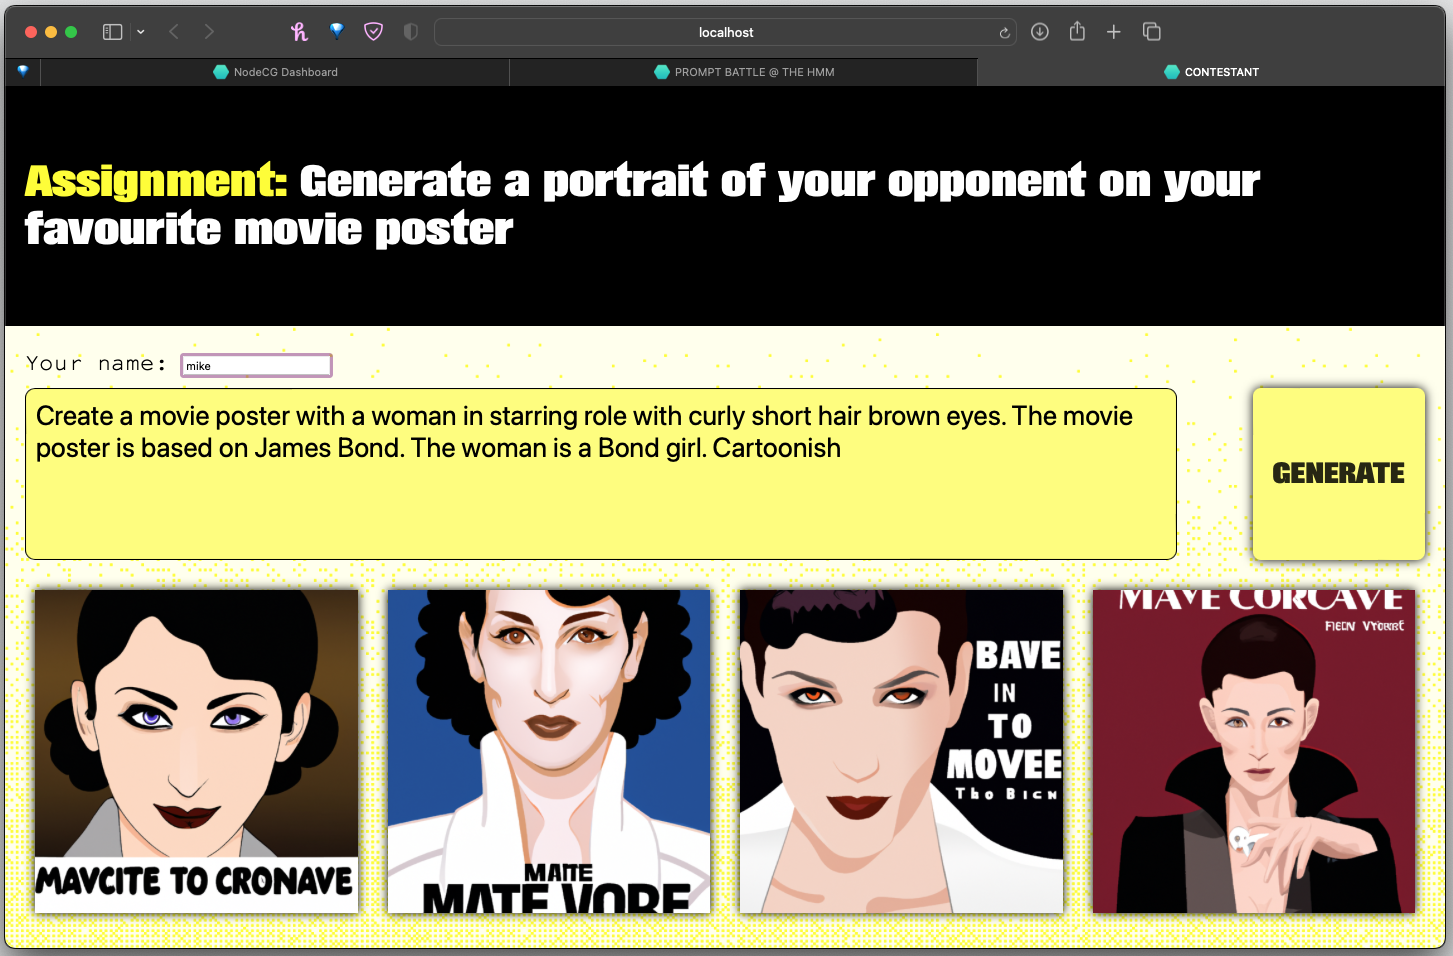 localhost
NodeCG Dashboard
PROMPT BATTLE @ THE HMM
CONTESTANT
Assignment: Generate a portrait of your opponent on your
favourite movie poster
Your name: mike
Create a movie poster with a woman in starring role with curly short hair brown eyes. The movie
poster is based on James Bond. The woman is a Bond girl. Cartoonish
GENERATE
MAVCITE TO CRONAVE
MAITE
MATE VORE
BAVE
IN
TO
MOVEE
Tho Bicn
MAVE CORCAVE